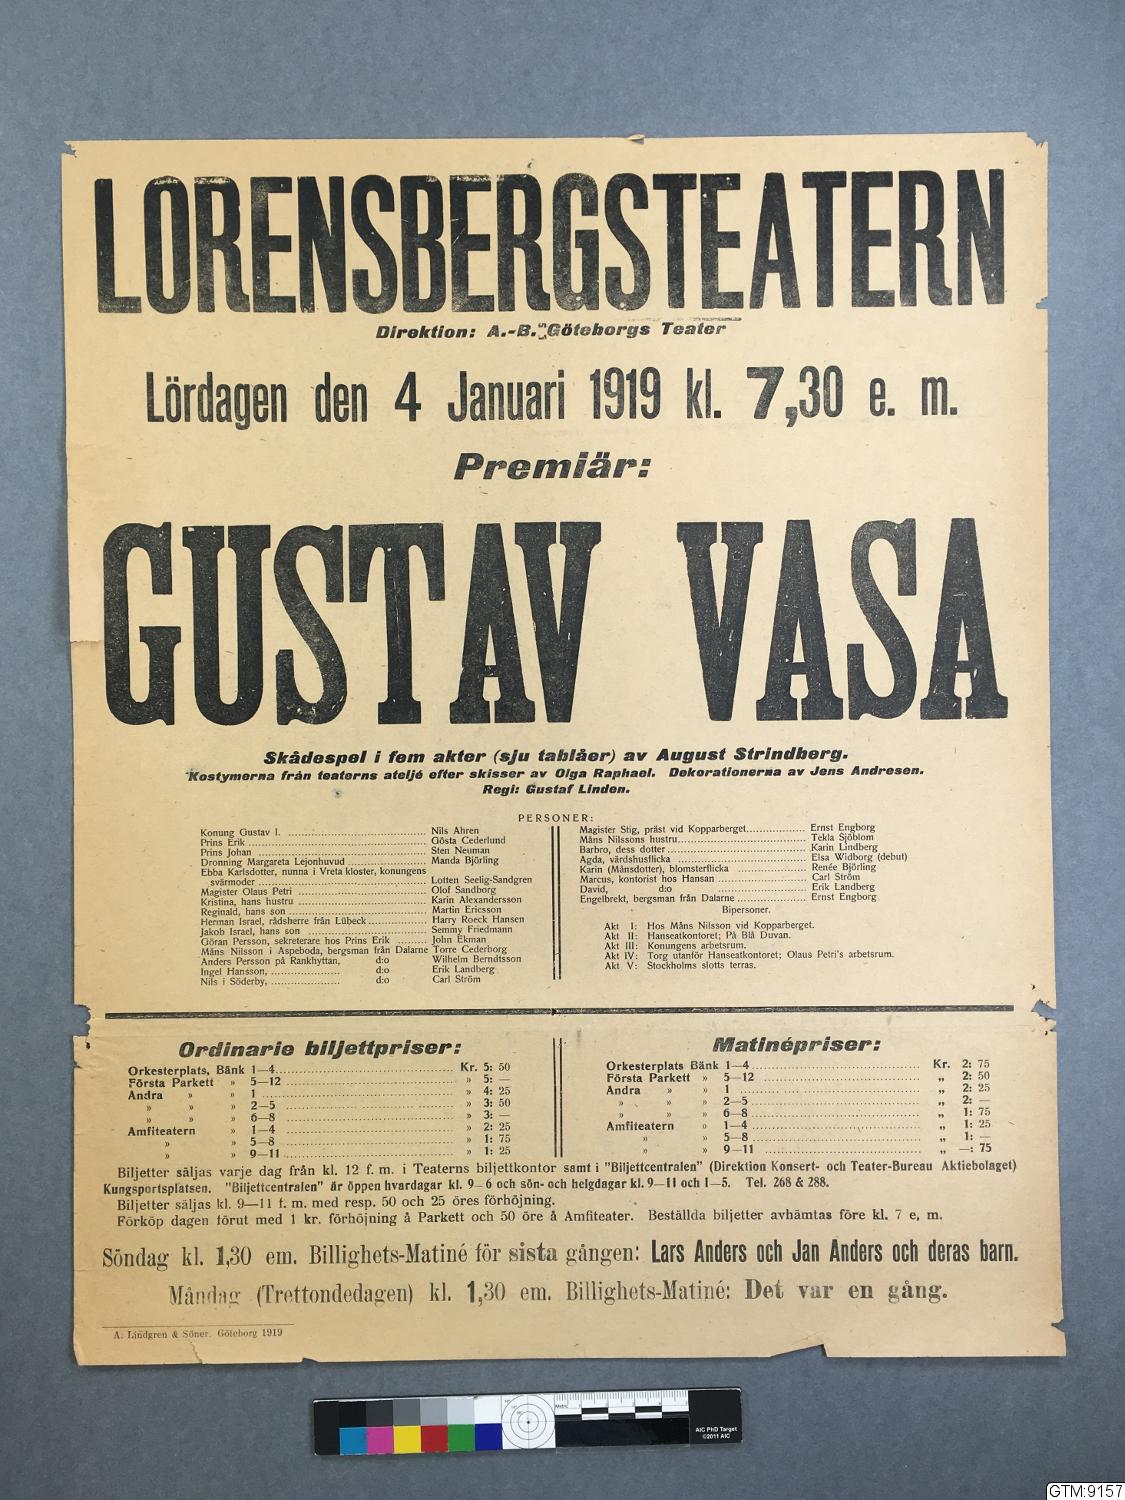 LORENSBERGSTEATERN
Direktion: A.-B. Göteborgs Teater
Lördagen den 4 Januari 1919 kl. 7,30 e. m.
Premiär:
GUSTAV VASA
Skådespel i fem akter (sju tablåer) av August Strindberg.
Kostymerna från teaterns ateljé efter skisser av Olga Raphael. Dekorationerna av Jens Andresen.
Regi: Gustaf Linden.
PERSONER:
Konung Gustav I. Nils Ahren
Prins Erik Gösta Cederlund
Prins Johan Sten Neuman
Dronning Margareta Lejonhuvud Manda Björling
Ebba Karlsdotter, nunna i Vreta kloster, konungens
svärmoder Lotten Seelig-Sandgren
Magister Olaus Petri Olof Sandborg
Kristina, hans hustru Karin Alexandersson
Reginald, hans son Martin Ericsson
Herman Israel, rådsherre från Lübeck Harry Roeck Hansen
Jakob Israel, hans son Semmy Friedmann
Göran Persson, sekreterare hos Prins Erik John Ekman
Måns Nilsson i Aspeboda, bergsman från Dalarne Torre Cederborg
Anders Persson på Rankhyttan, d:o Wilhelm Berndtsson
Ingel Hansson, d:o Erik Landberg
Nils i Söderby, d:o Carl Ström
Magister Stig, präst vid Kopparberget Ernst Engborg
Måns Nilssons hustru Tekla Sjöblom
Barbro, dess dotter Karin Lindberg
Agda, värdshusflicka Elsa Widborg (debut)
Karin (Månsdotter), blomsterflicka Renée Björling
Marcus, kontorist hos Hansan Carl Ström
David, d:o Erik Landberg
Engelbrekt, bergsman från Dalarne Ernst Engborg
Bipersoner.
Akt I: Hos Måns Nilsson vid Kopparberget.
Akt II: Hanseatkontoret; På Blå Duvan.
Akt III: Konungens arbetsrum.
Akt IV: Torg utanför Hanseatkontoret; Olaus Petri's arbetsrum.
Akt V: Stockholms slotts terras.
Ordinarie biljettpriser:
Orkesterplats, Bänk 1—4 Kr. 5: 50
Första Parkett » 5—12 » 5: —
Andra » » 1 » 4: 25
» » » 2—5 » 3: 50
» » » 6—8 » 3: —
Amfiteatern » 1—4 » 2: 25
» » 5—8 » 1: 75
» » 9—11 » 1: 25
Matinépriser:
Orkesterplats Bänk 1—4 Kr. 2: 75
Första Parkett » 5—12 „ 2: 50
Andra » » 1 „ 2: 25
» » » 2—5 „ 2: —
» » » 6—8 „ 1: 75
Amfiteatern » 1—4 „ 1: 25
» » 5—8 „ 1: —
» » 9—11 „ —: 75
Biljetter säljas varje dag från kl. 12 f. m. i Teaterns biljettkontor samt i "Biljettcentralen" (Direktion Konsert- och Teater-Bureau Aktiebolaget)
Kungsportsplatsen. "Biljettcentralen" är öppen hvardagar kl. 9-6 och sön- och helgdagar kl. 9—11 och 1-5. Tel. 268 & 288.
Biljetter säljas kl. 9—11 f. m. med resp. 50 och 25 öres förhöjning.
Förköp dagen förut med 1 kr. förhöjning å Parkett och 50 öre å Amfiteater. Beställda biljetter avhämtas före kl. 7 e. m.
Söndag kl. 1,30 em. Billighets-Matiné för sista gången: Lars Anders och Jan Anders och deras barn.
Måndag (Trettondedagen) kl. 1,30 em. Billighets-Matiné: Det var en gång.
A. Lindgren & Söner. Göteborg 1919
AIC PhD Target
©2011 AIC
GTM:9157